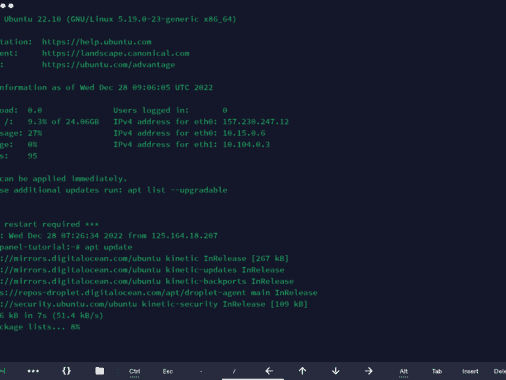 Ubuntu 22.10 (GNU/Linux 5.19.0-23-generic x86_64)
tation: https://help.ubuntu.com
ent: https://landscape.canonical.com
: https://ubuntu.com/advantage
nformation as of Wed Dec 28 09:06:05 UTC 2022
oad: 0.0 Users logged in: 0
/: 9.3% of 24.06GB IPv4 address for eth0: 157.230.247.12
sage: 27% IPv4 address for eth0: 10.15.0.6
ge: 0% IPv4 address for eth1: 10.104.0.3
s: 95
can be applied immediately.
se additional updates run: apt list --upgradable
restart required ***
: Wed Dec 28 07:26:34 2022 from 125.164.18.207
panel-tutorial:~# apt update
://mirrors.digitalocean.com/ubuntu kinetic InRelease [267 kB]
://mirrors.digitalocean.com/ubuntu kinetic-updates InRelease
://mirrors.digitalocean.com/ubuntu kinetic-backports InRelease
s://repos-droplet.digitalocean.com/apt/droplet-agent main InRelease
://security.ubuntu.com/ubuntu kinetic-security InRelease [109 kB]
6 kB in 7s (51.4 kB/s)
ckage lists... 8%
{} Ctrl Esc - / Alt Tab Insert Dele